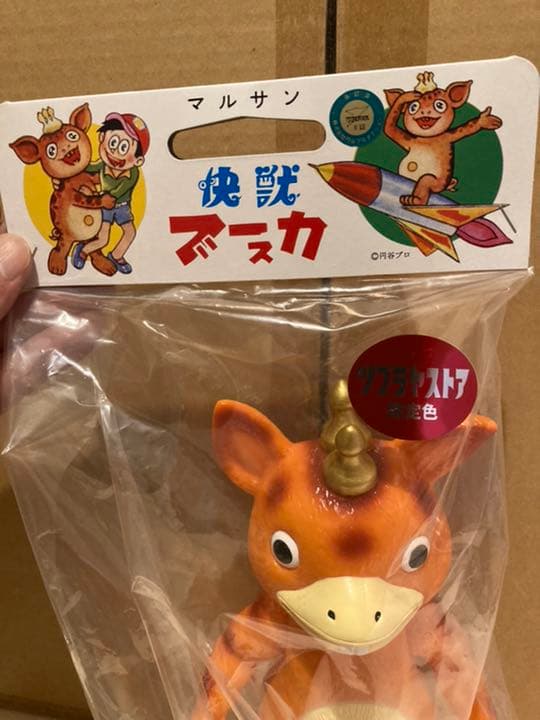 マルサン
快獣
ブースカ
©円谷プロ
ツブラヤストア
限定色